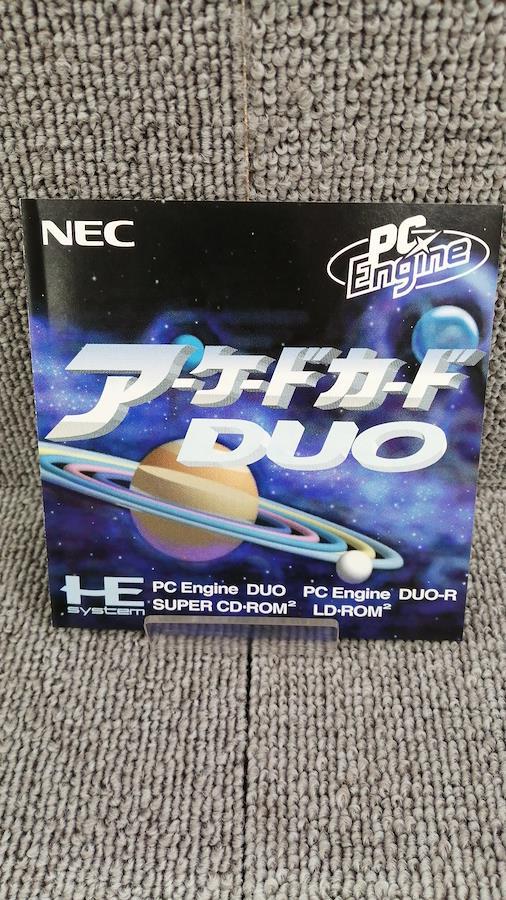 NEC
PC Engine
アーケードカード
DUO
HE system
PC Engine DUO PC Engine DUO-R
SUPER CD・ROM² LD・ROM²